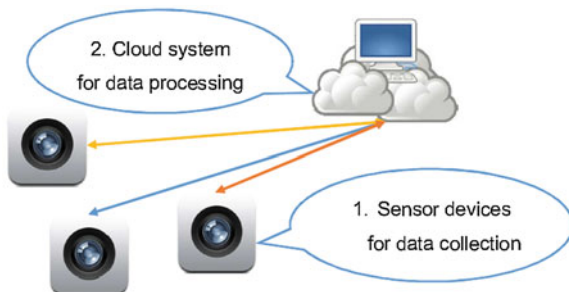 2. Cloud system
for data processing
1. Sensor devices
for data collection